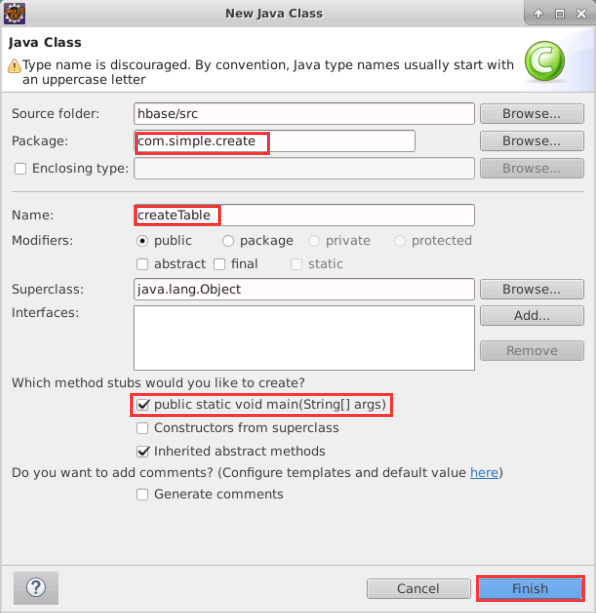 New Java Class
Java Class
Type name is discouraged. By convention, Java type names usually start with
an uppercase letter
Source folder: hbase/src Browse...
Package: com.simple.create Browse...
Enclosing type: Browse...
Name: createTable
Modifiers: public package private protected
abstract final static
Superclass: java.lang.Object Browse...
Interfaces: Add...
Remove
Which method stubs would you like to create?
public static void main(String[] args)
Constructors from superclass
Inherited abstract methods
Do you want to add comments? (Configure templates and default value here)
Generate comments
? Cancel Finish